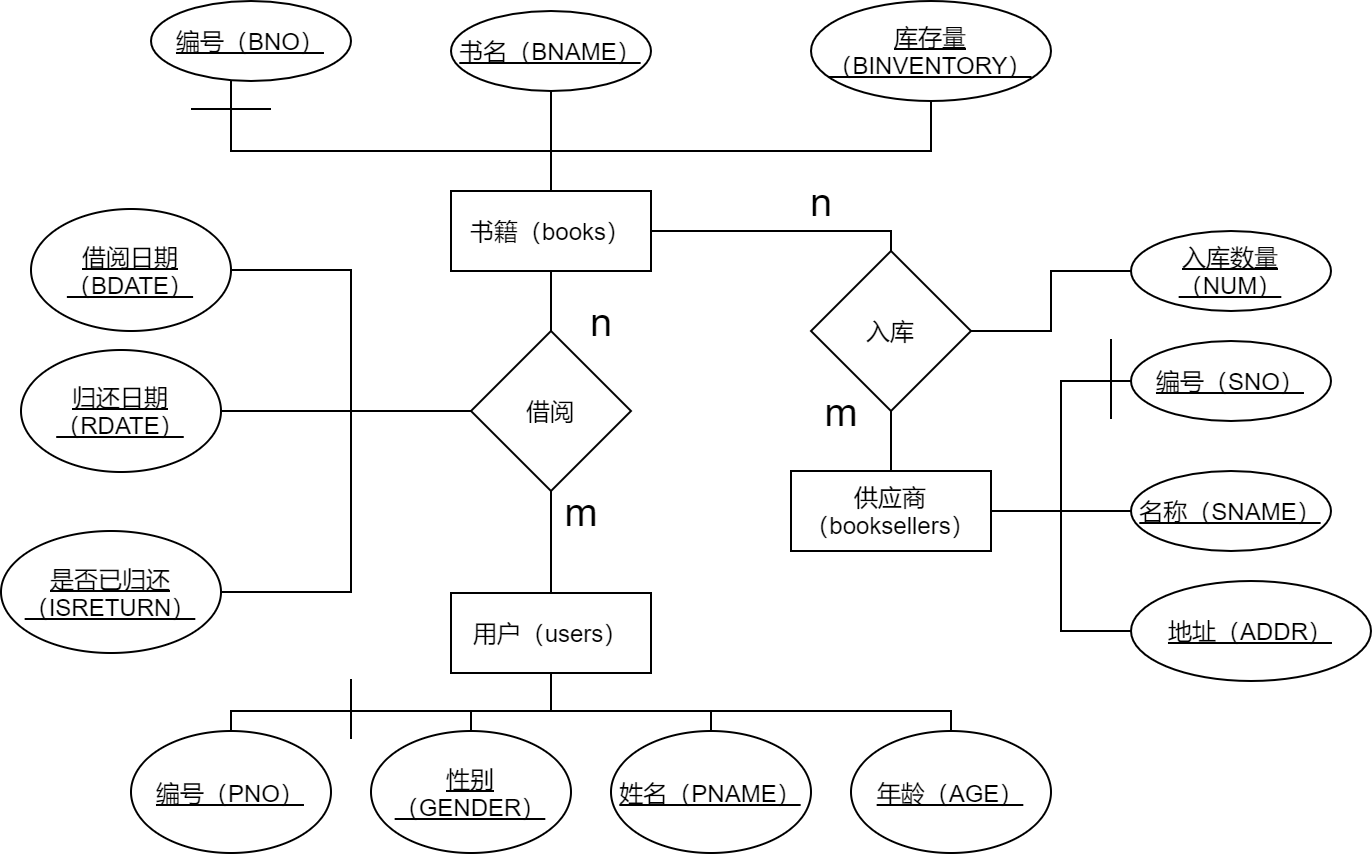 编号（BNO）
书名（BNAME）
库存量
（BINVENTORY）
书籍（books）
n
借阅日期
（BDATE）
入库数量
（NUM）
n
入库
归还日期
（RDATE）
借阅
m
编号（SNO）
供应商
（booksellers）
名称（SNAME）
m
是否已归还
（ISRETURN）
用户（users）
地址（ADDR）
编号（PNO）
性别
（GENDER）
姓名（PNAME）
年龄（AGE）